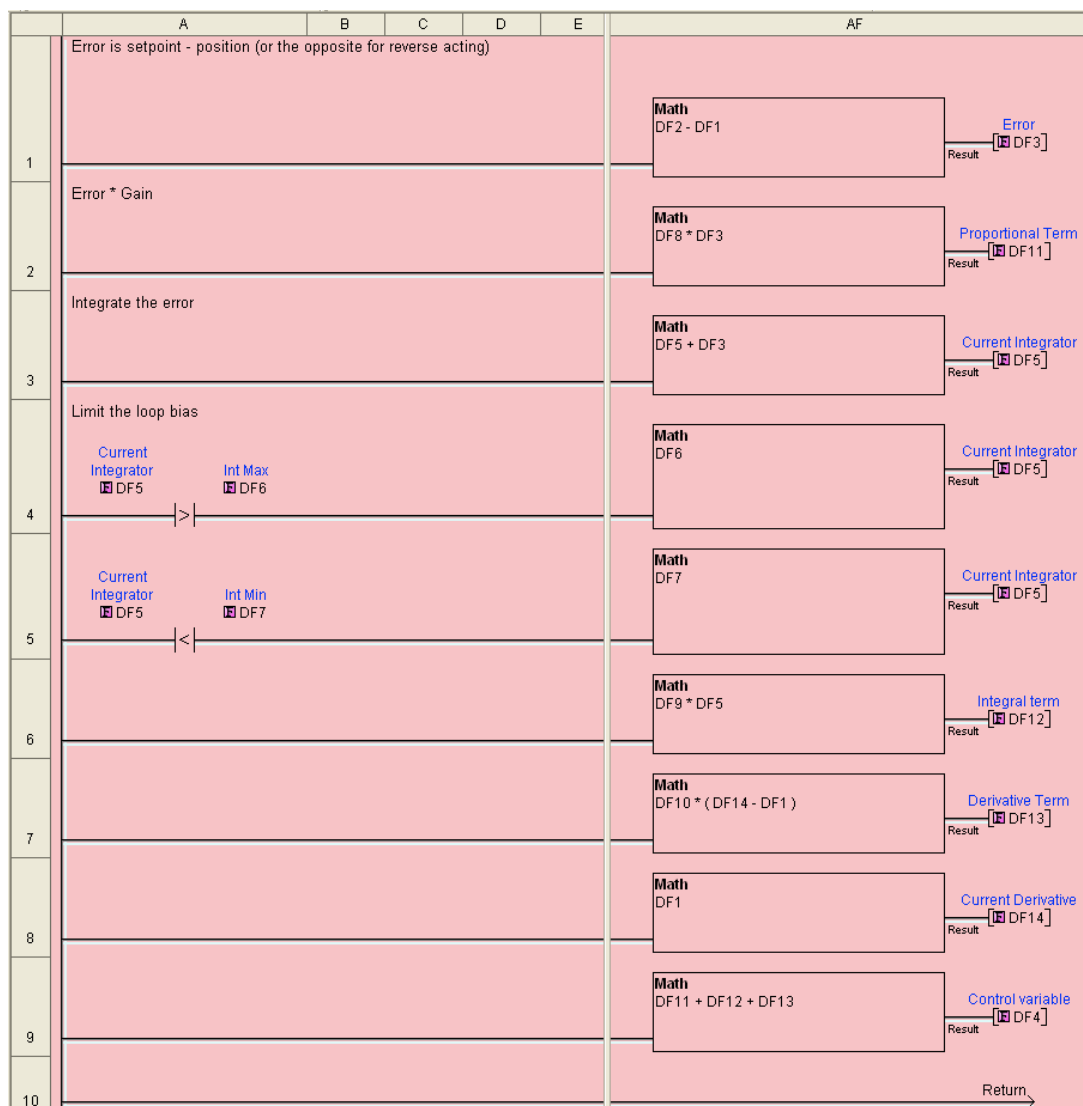 A B C D E AF
Error is setpoint - position (or the opposite for reverse acting)
Math
DF2 - DF1
Error
F DF3
Result
1
Error * Gain
Math
DF8 * DF3
Proportional Term
F DF11
Result
2
Integrate the error
Math
DF5 + DF3
Current Integrator
F DF5
Result
3
Limit the loop bias
Current
Integrator
F DF5
Int Max
F DF6
>
Math
DF6
Current Integrator
F DF5
Result
4
Current
Integrator
F DF5
Int Min
F DF7
<
Math
DF7
Current Integrator
F DF5
Result
5
Math
DF9 * DF5
Integral term
F DF12
Result
6
Math
DF10 * ( DF14 - DF1 )
Derivative Term
F DF13
Result
7
Math
DF1
Current Derivative
F DF14
Result
8
Math
DF11 + DF12 + DF13
Control variable
F DF4
Result
9
Return
10